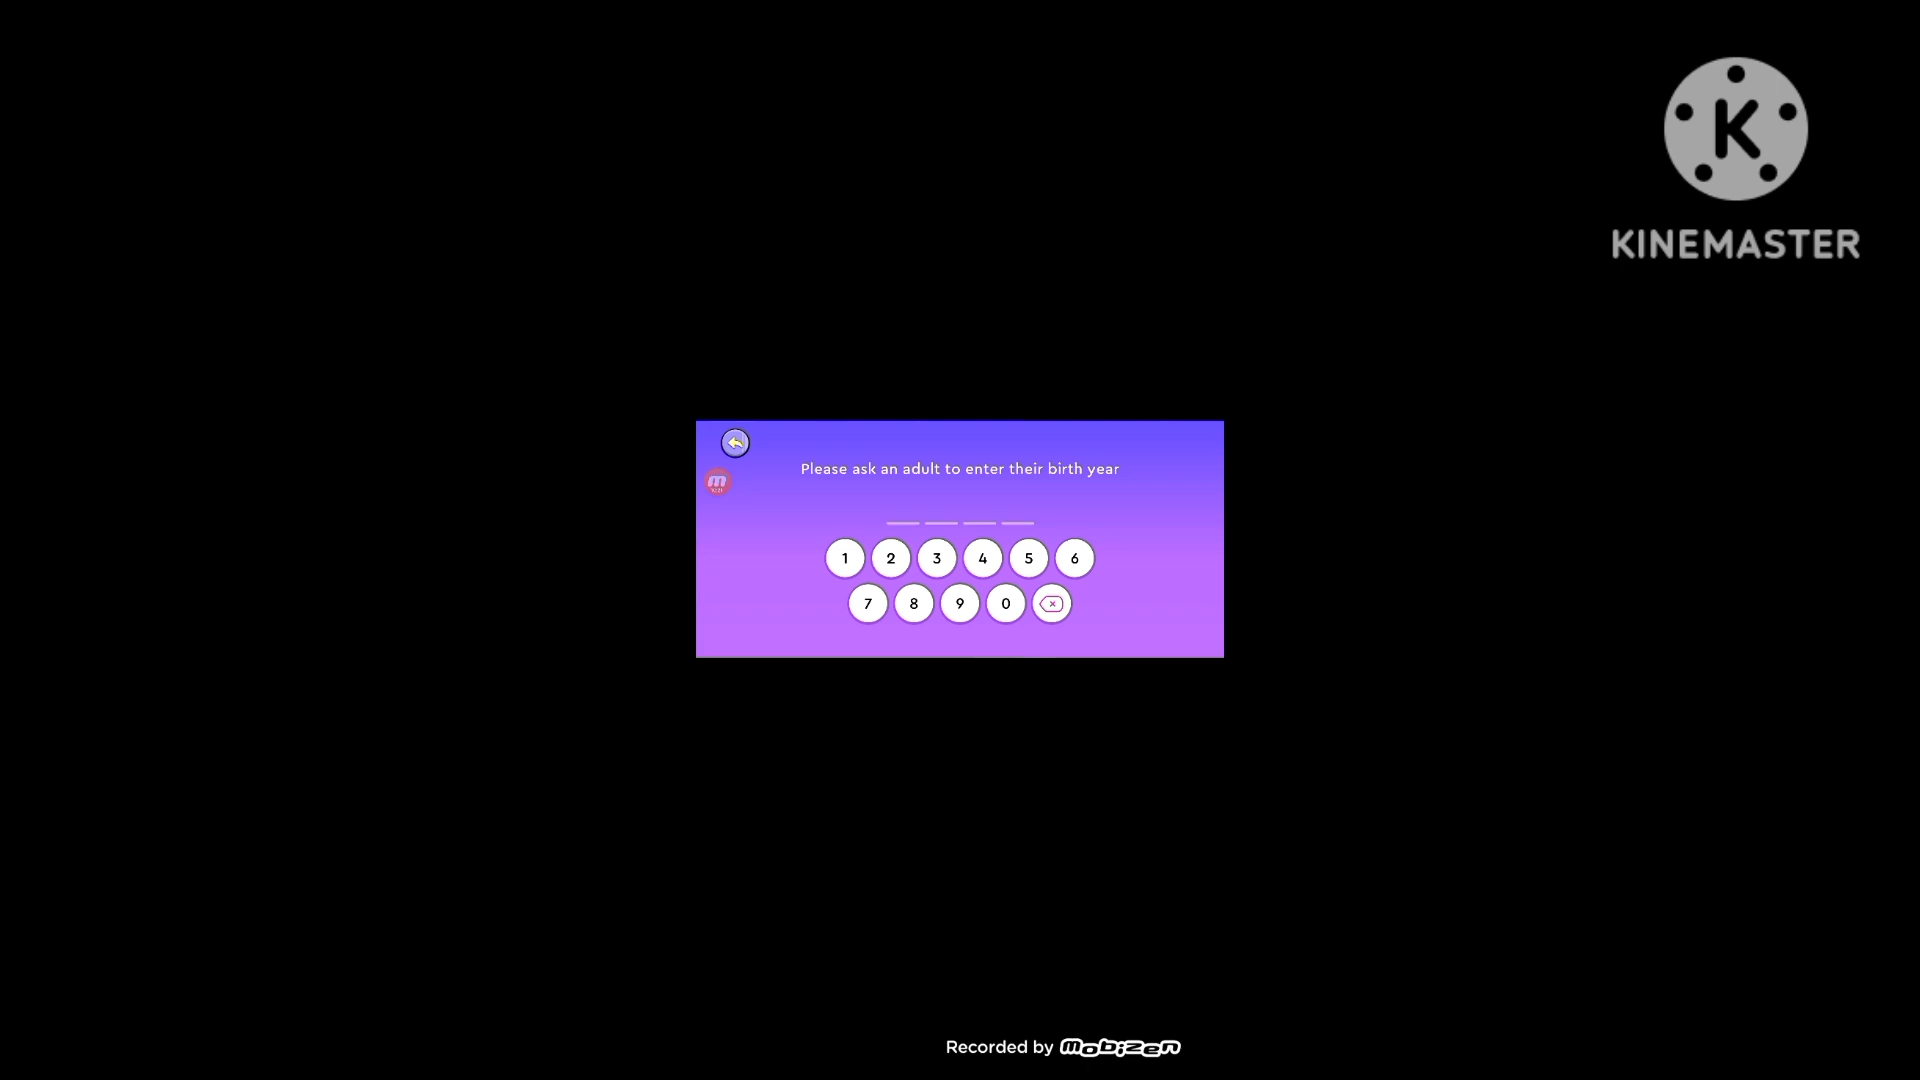 K
KINEMASTER
Please ask an adult to enter their birth year
m
1 2 3 4 5 6
7 8 9 0 x
Recorded by mobizen